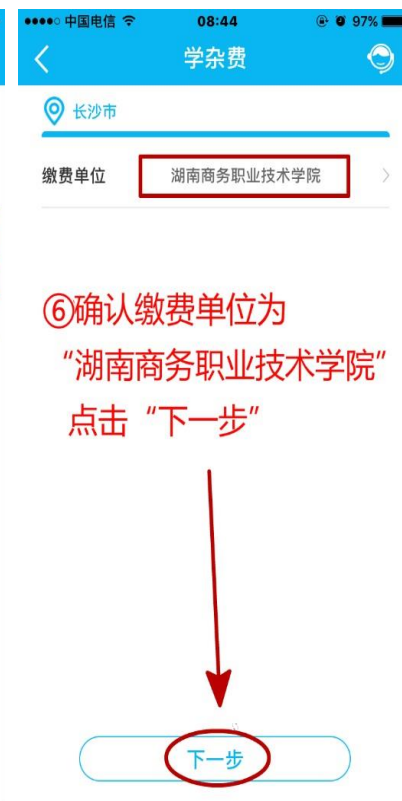 中国电信 08:44 97%
学杂费
长沙市
缴费单位 湖南商务职业技术学院
⑥确认缴费单位为
“湖南商务职业技术学院”
点击“下一步”
下一步